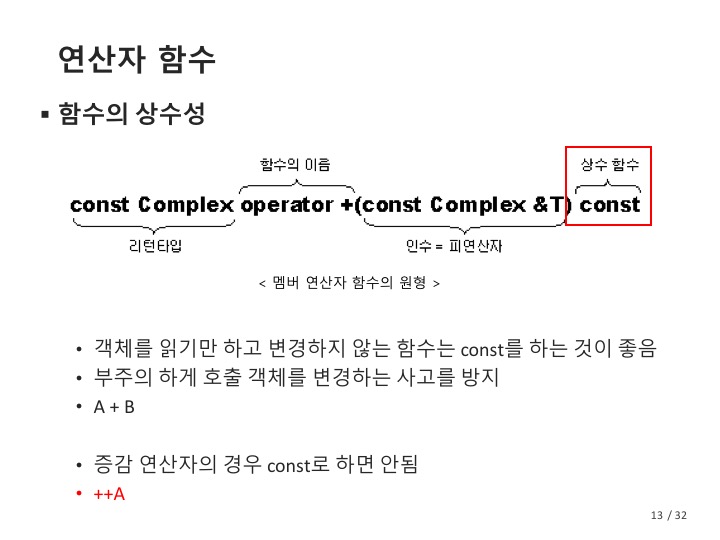 연산자 함수
▪ 함수의 상수성
함수의 이름 상수 함수
const Complex operator +(const Complex &T) const
리턴타입 인수 = 피연산자
< 멤버 연산자 함수의 원형 >
• 객체를 읽기만 하고 변경하지 않는 함수는 const를 하는 것이 좋음
• 부주의 하게 호출 객체를 변경하는 사고를 방지
• A + B
• 증감 연산자의 경우 const로 하면 안됨
• ++A
13 / 32